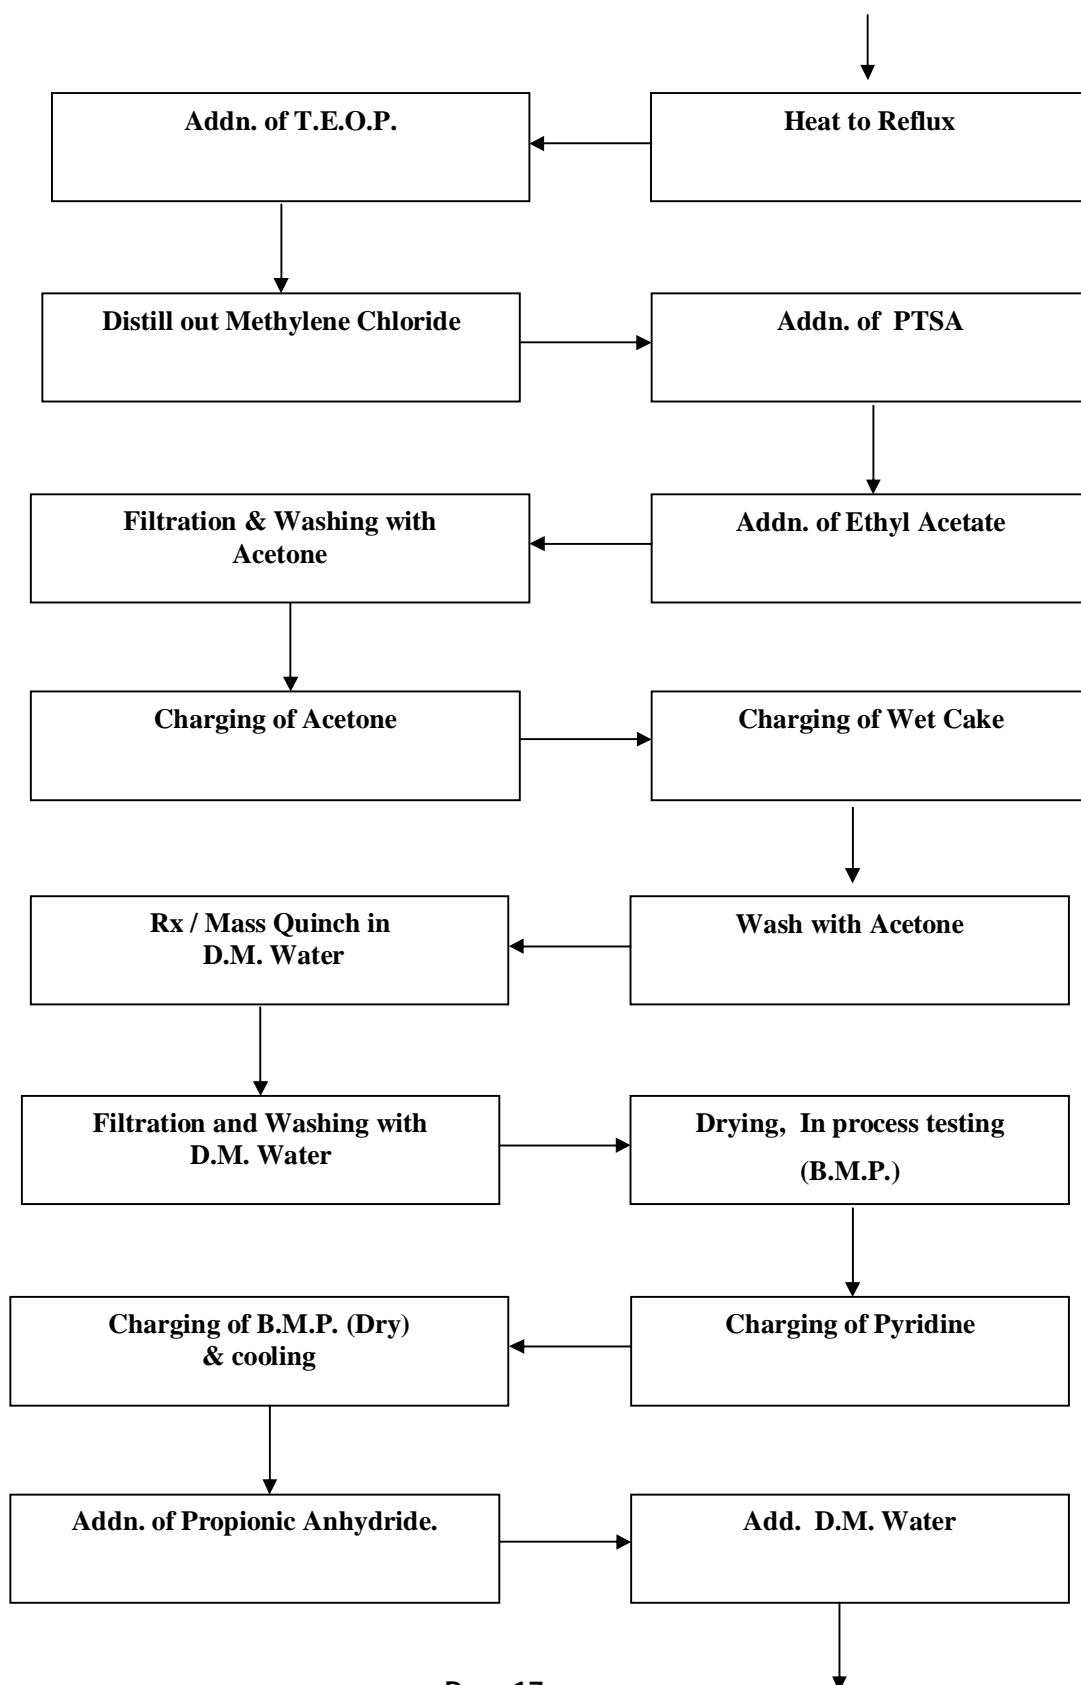 Addn. of T.E.O.P.
Heat to Reflux
Distill out Methylene Chloride
Addn. of PTSA
Filtration & Washing with
Acetone
Addn. of Ethyl Acetate
Charging of Acetone
Charging of Wet Cake
Rx / Mass Quinch in
D.M. Water
Wash with Acetone
Filtration and Washing with
D.M. Water
Drying, In process testing
(B.M.P.)
Charging of B.M.P. (Dry)
& cooling
Charging of Pyridine
Addn. of Propionic Anhydride.
Add. D.M. Water